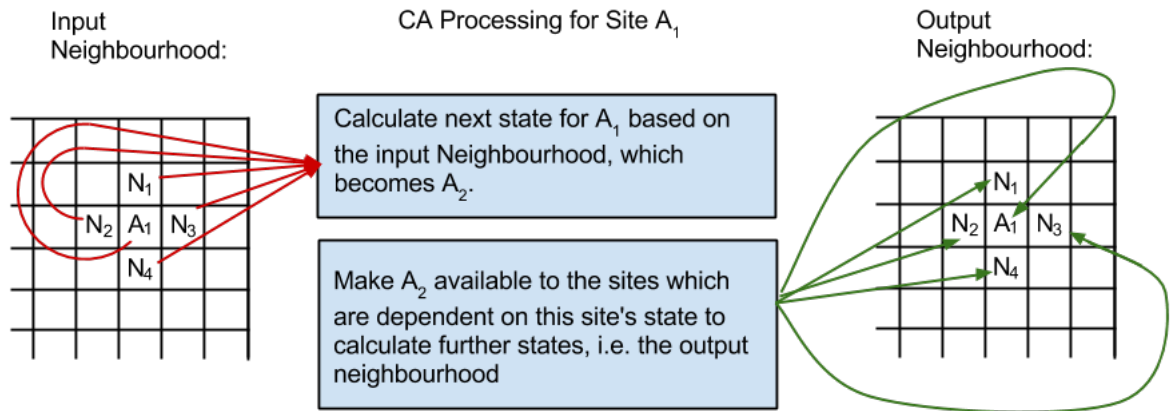 Input
Neighbourhood:
CA Processing for Site A₁
Output
Neighbourhood:
N₁
N₂ A₁ N₃
N₄
Calculate next state for A₁ based on
the input Neighbourhood, which
becomes A₂.
Make A₂ available to the sites which
are dependent on this site's state to
calculate further states, i.e. the output
neighbourhood
N₁
N₂ A₁ N₃
N₄